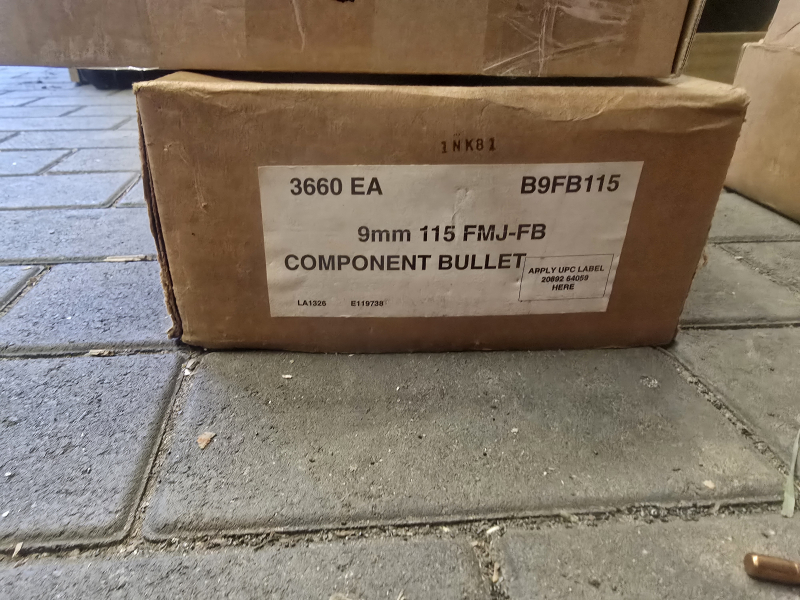 1NK81
3660 EA B9FB115
9mm 115 FMJ-FB
COMPONENT BULLET
APPLY UPC LABEL
20892 64059
HERE
LA1326 E119738